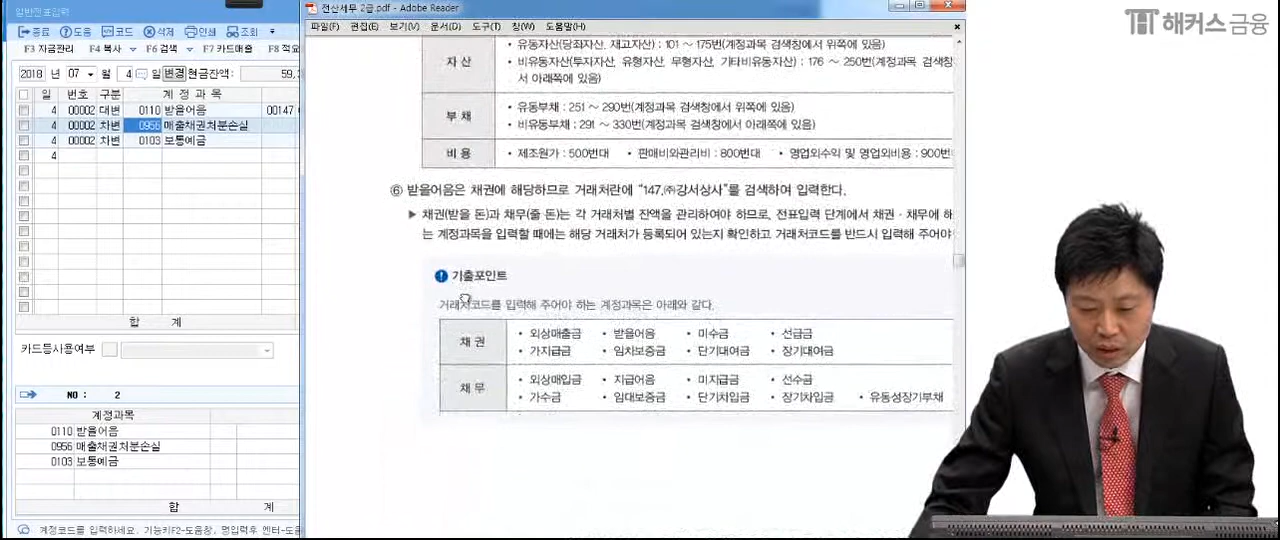 일반전표입력
종료 도움 코드 삭제 인쇄 조회
F3 자금관리 F4 복사 F6 검색 F7 카드매출 F8 적요
2018 년 07 월 4 일 변경 현금잔액: 59,
일 번호 구분 계 정 과 목
4 00002 대변 0110 받을어음 00147
4 00002 차변 0956 매출채권처분손실
4 00002 차변 0103 보통예금
4
합 계
카드등사용여부
NO : 2
계정과목
0110 받을어음
0956 매출채권처분손실
0103 보통예금
합 계
계정코드를 입력하세요. 기능키F2-도움창, 명입력후 엔터-도움
전산세무 2급.pdf - Adobe Reader
파일(F) 편집(E) 보기(V) 문서(D) 도구(T) 창(W) 도움말(H)
자 산
• 유동자산(당좌자산, 재고자산) : 101 ~ 175번(계정과목 검색창에서 위쪽에 있음)
• 비유동자산(투자자산, 유형자산, 무형자산, 기타비유동자산) : 176 ~ 250번(계정과목 검색창
서 아래쪽에 있음)
부 채
• 유동부채 : 251 ~ 290번(계정과목 검색창에서 위쪽에 있음)
• 비유동부채 : 291 ~ 330번(계정과목 검색창에서 아래쪽에 있음)
비 용 • 제조원가 : 500번대 • 판매비와관리비 : 800번대 • 영업외수익 및 영업외비용 : 900번
⑥ 받을어음은 채권에 해당하므로 거래처란에 “147.㈜강서상사”를 검색하여 입력한다.
▶ 채권(받을 돈)과 채무(줄 돈)는 각 거래처별 잔액을 관리하여야 하므로, 전표입력 단계에서 채권 · 채무에 해
는 계정과목을 입력할 때에는 해당 거래처가 등록되어 있는지 확인하고 거래처코드를 반드시 입력해 주어야
기출포인트
거래처코드를 입력해 주어야 하는 계정과목은 아래와 같다.
채 권
• 외상매출금 • 받을어음 • 미수금 • 선급금
• 가지급금 • 임차보증금 • 단기대여금 • 장기대여금
채 무
• 외상매입금 • 지급어음 • 미지급금 • 선수금
• 가수금 • 임대보증금 • 단기차입금 • 장기차입금 • 유동성장기부채
해커스금융